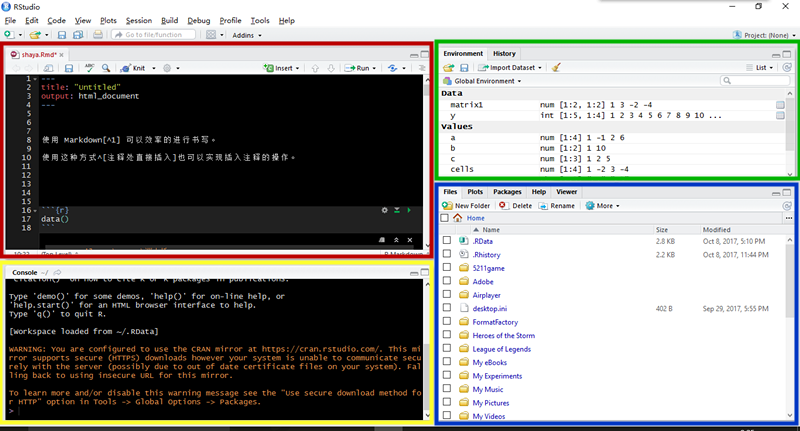 RStudio
File Edit Code View Plots Session Build Debug Profile Tools Help
Go to file/function Addins Project: (None)
shaya.Rmd*
Knit Insert Run
1 ---
2 title: "Untitled"
3 output: html_document
4 ---
5
6
7
8 使用 Markdown[^1] 可以效率的进行书写。
9
10 使用这种方式^[注释处直接插入]也可以实现插入注释的操作。
16 ```{r}
17 data()
18 ```
10:33 (Top Level) R Markdown
Console ~/
'citation()' on how to cite R or R packages in publications.
Type 'demo()' for some demos, 'help()' for on-line help, or
'help.start()' for an HTML browser interface to help.
Type 'q()' to quit R.
[Workspace loaded from ~/.RData]
WARNING: You are configured to use the CRAN mirror at https://cran.rstudio.com/. This mi
rror supports secure (HTTPS) downloads however your system is unable to communicate secu
rely with the server (possibly due to out of date certificate files on your system). Fal
ling back to using insecure URL for this mirror.
To learn more and/or disable this warning message see the "Use secure download method fo
r HTTP" option in Tools -> Global Options -> Packages.
>
Environment History
Import Dataset List
Global Environment
Data
matrix1 num [1:2, 1:2] 1 3 -2 -4
y int [1:5, 1:4] 1 2 3 4 5 6 7 8 9 10 ...
Values
a num [1:4] 1 -1 2 6
b num [1:2] 1 10
c num [1:3] 1 2 5
cells num [1:4] 1 -2 3 -4
Files Plots Packages Help Viewer
New Folder Delete Rename More
Home
Name Size Modified
.RData 2.8 KB Oct 8, 2017, 5:10 PM
.Rhistory 2.2 KB Oct 8, 2017, 11:44 PM
5211game
Adobe
Airplayer
desktop.ini 402 B Sep 29, 2017, 5:55 PM
FormatFactory
Heroes of the Storm
League of Legends
My eBooks
My Experiments
My Music
My Pictures
My Videos